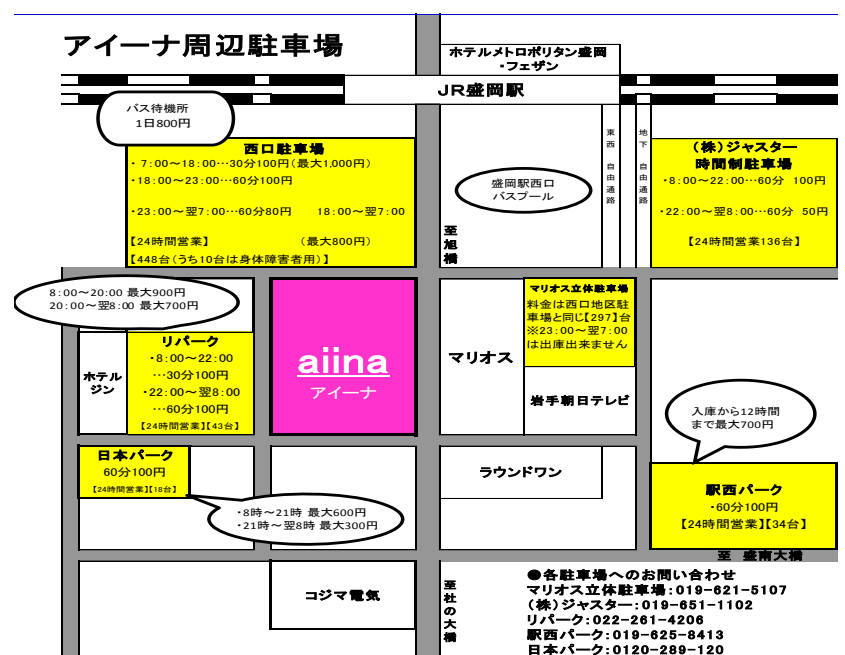 アイーナ周辺駐車場
ホテルメトロポリタン盛岡
・フェザン
JR盛岡駅
バス待機所
1日800円
西口駐車場
・7:00～18:00…30分100円(最大1,000円)
・18:00～23:00…60分100円
・23:00～翌7:00…60分80円 18:00～翌7:00
【24時間営業】 (最大800円)
【448台(うち10台は身体障害者用)】
盛岡駅西口
バスプール
至旭橋
東西自由通路
地下自由通路
(株)ジャスター
時間制駐車場
・8:00～22:00…60分 100円
・22:00～翌8:00…60分 50円
【24時間営業136台】
8:00～20:00 最大900円
20:00～翌8:00 最大700円
リパーク
・8:00～22:00
…30分100円
・22:00～翌8:00
…60分100円
【24時間営業】【43台】
ホテル
ジン
aiina
アイーナ
マリオス
マリオス立体駐車場
料金は西口地区駐
車場と同じ【297】台
※23:00～翌7:00
は出庫出来ません
岩手朝日テレビ
入庫から12時間
まで最大700円
日本パーク
60分100円
【24時間営業】【18台】
・8時～21時 最大600円
・21時～翌8時 最大300円
ラウンドワン
駅西パーク
・60分100円
【24時間営業】【34台】
至 盛南大橋
コジマ電気
至杜の大橋
●各駐車場へのお問い合わせ
マリオス立体駐車場:019-621-5107
(株)ジャスター:019-651-1102
リパーク:022-261-4206
駅西パーク:019-625-8413
日本パーク:0120-289-120